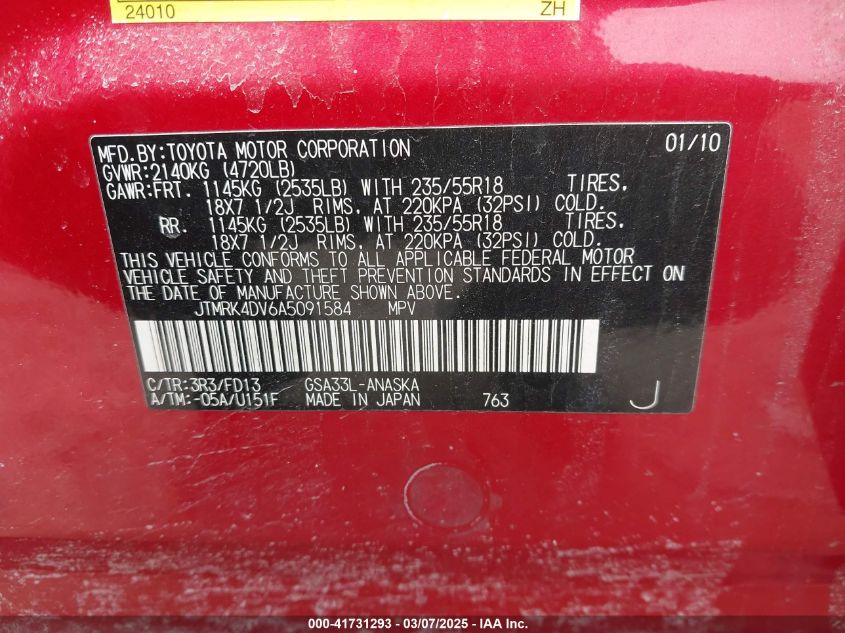 24010 ZH
MFD.BY:TOYOTA MOTOR CORPORATION 01/10
GVWR:2140KG (4720LB)
GAWR:FRT. 1145KG (2535LB) WITH 235/55R18 TIRES,
18X7 1/2J RIMS, AT 220KPA (32PSI) COLD.
RR. 1145KG (2535LB) WITH 235/55R18 TIRES,
18X7 1/2J RIMS, AT 220KPA (32PSI) COLD.
THIS VEHICLE CONFORMS TO ALL APPLICABLE FEDERAL MOTOR
VEHICLE SAFETY AND THEFT PREVENTION STANDARDS IN EFFECT ON
THE DATE OF MANUFACTURE SHOWN ABOVE.
JTMRK4DV6A5091584 MPV
C/TR:3R3/FD13 GSA33L-ANASKA
A/TM:-05A/U151F MADE IN JAPAN 763 J
000-41731293 - 03/07/2025 - IAA Inc.